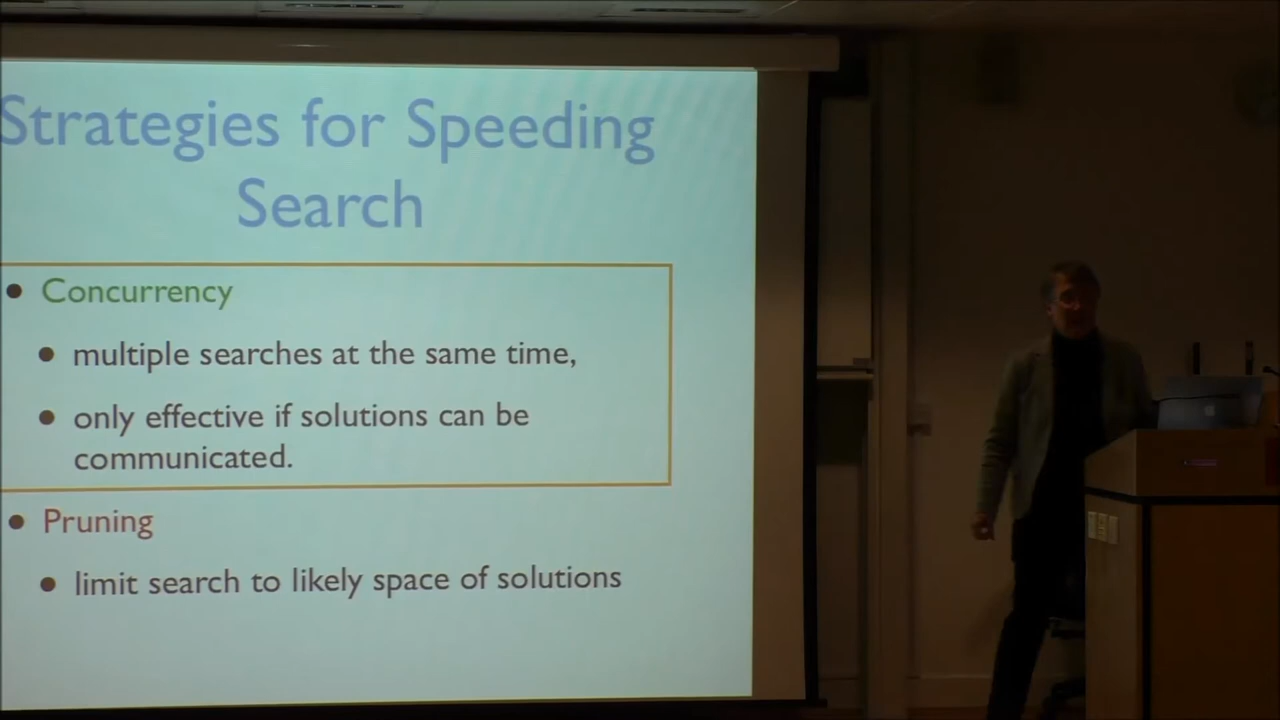 Strategies for Speeding
Search
• Concurrency
• multiple searches at the same time,
• only effective if solutions can be
communicated.
• Pruning
• limit search to likely space of solutions